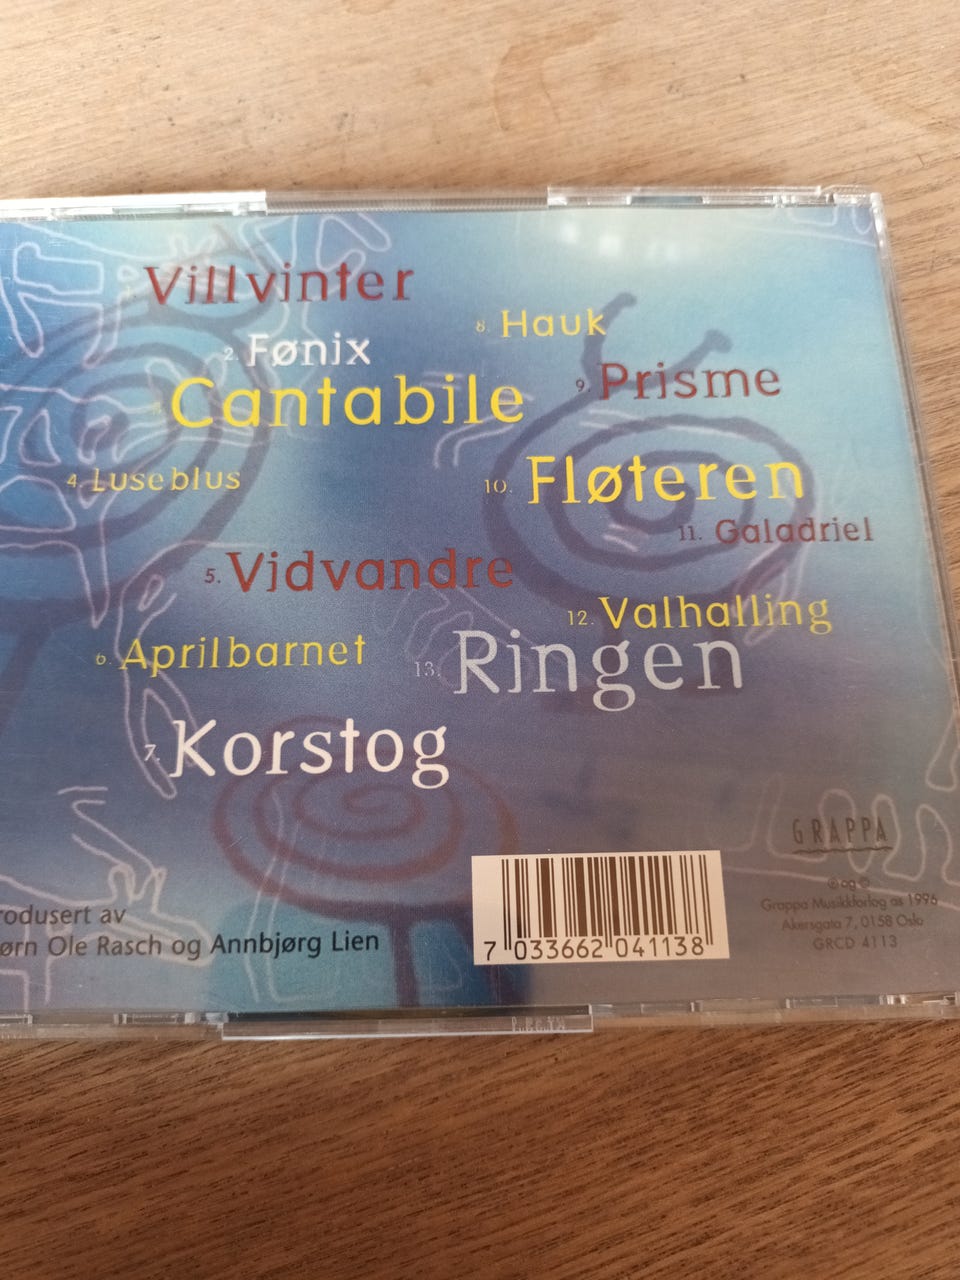 Villvinter
2. Fønix
3. Cantabile
4. Luseblus
5. Vidvandre
6. Aprilbarnet
7. Korstog
8. Hauk
9. Prisme
10. Fløteren
11. Galadriel
12. Valhalling
13. Ringen
rodusert av
ørn Ole Rasch og Annbjørg Lien
7 033662 041138
GRAPPA
℗ og ©
Grappa Musikkforlag as 1996
Akersgata 7, 0158 Oslo
GRCD 4113